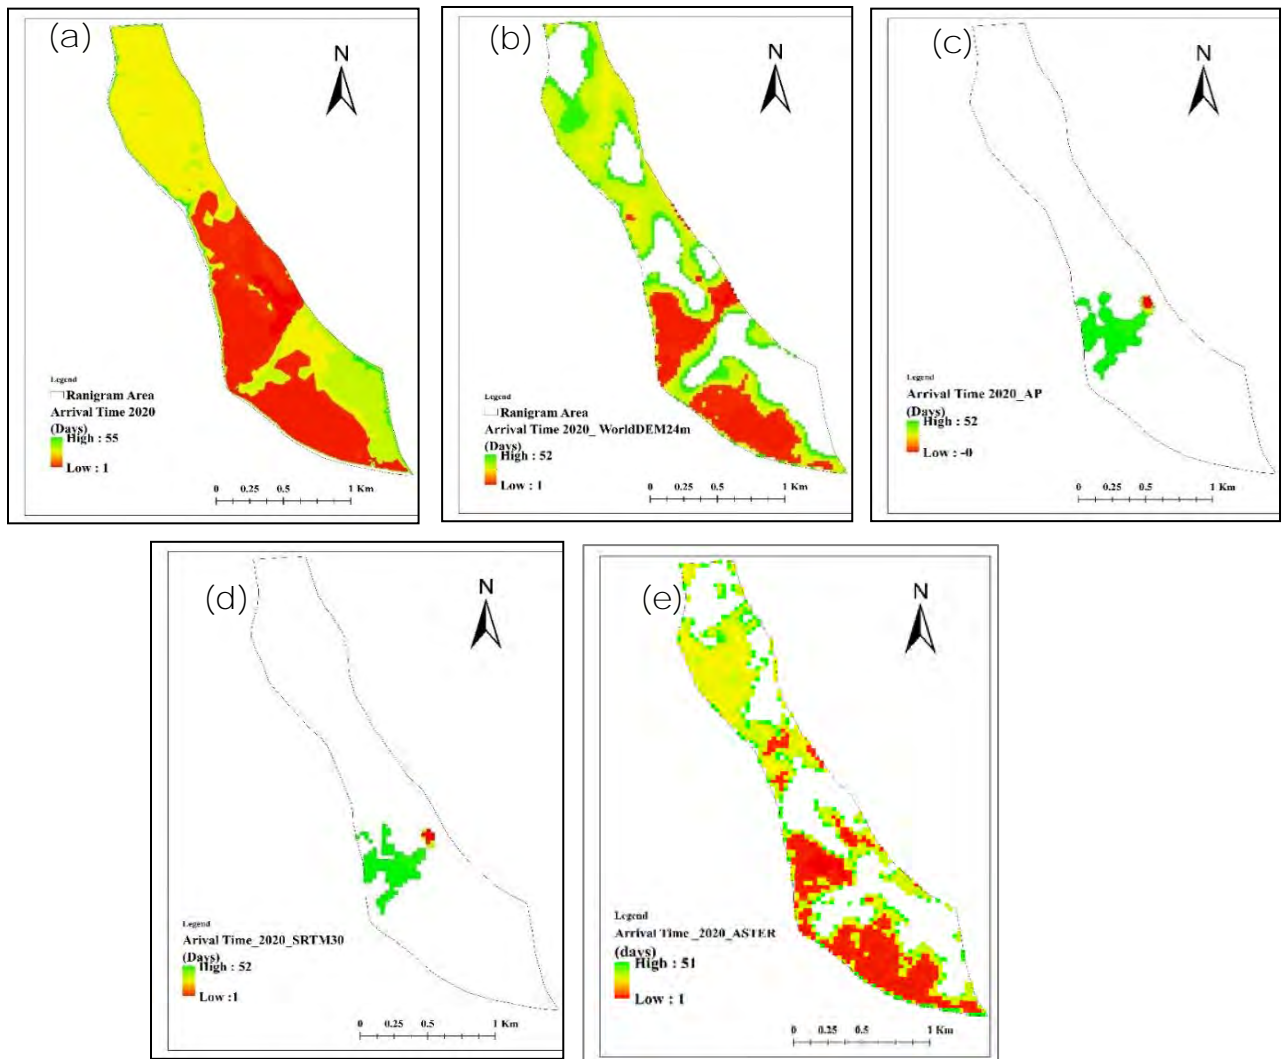 (a)
N
Legend
Ranigram Area
Arrival Time 2020
(Days)
High : 55
Low : 1
0 0.25 0.5 1 Km
(b)
N
Legend
Ranigram Area
Arrival Time 2020_ WorldDEM24m
(Days)
High : 52
Low : 1
0 0.25 0.5 1 Km
(c)
N
Legend
Arrival Time 2020_AP
(Days)
High : 52
Low : -0
0 0.25 0.5 1 Km
(d)
N
Legend
Arival Time_2020_SRTM30
(Days)
High : 52
Low :1
0 0.25 0.5 1 Km
(e)
N
Legend
Arrival Time _2020_ASTER
(days)
High : 51
Low : 1
0 0.25 0.5 1 Km